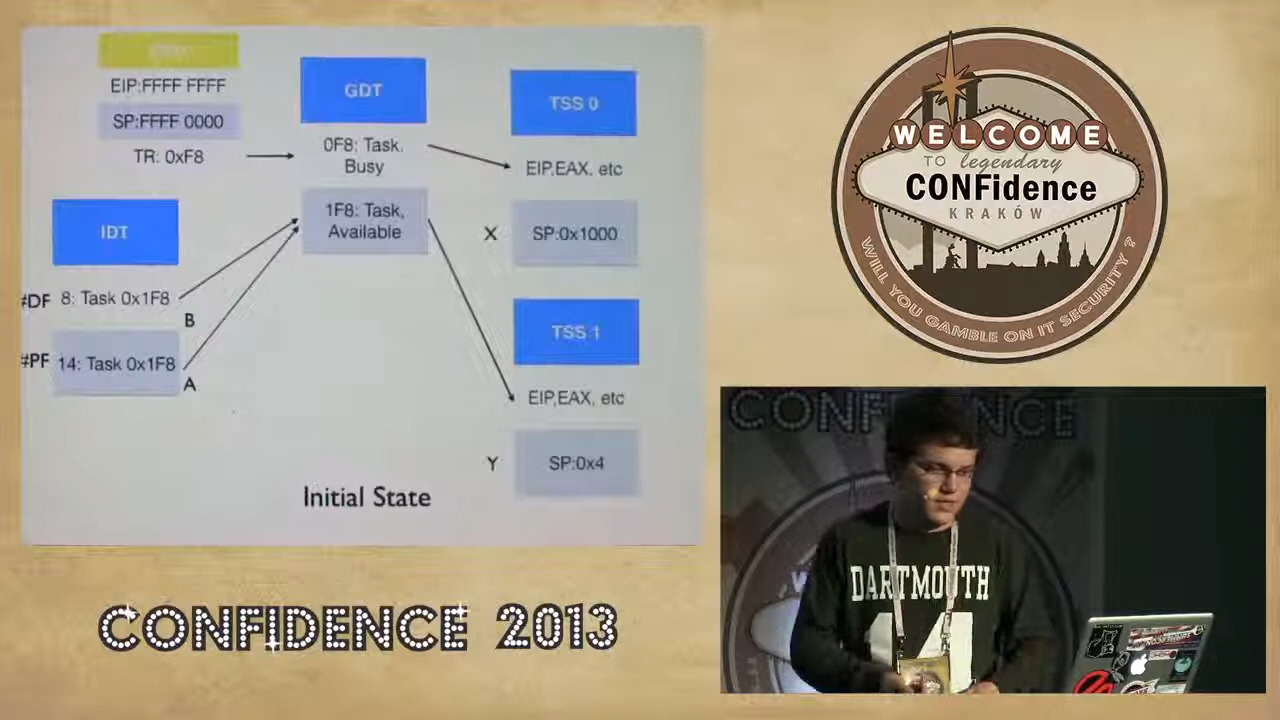 EIP:FFFF FFFF
SP:FFFF 0000
TR: 0xF8
GDT
0F8: Task.
Busy
1F8: Task,
Available
TSS 0
EIP,EAX, etc
X
SP:0x1000
IDT
#DF
8: Task 0x1F8
B
#PF
14: Task 0x1F8
A
TSS 1
EIP,EAX, etc
Y
SP:0x4
Initial State
CONFIDENCE 2013
WELCOME
TO legendary
CONFidence
KRAKÓW
WILL YOU GAMBLE ON IT SECURITY ?
CONFIDENCE
DARTMOUTH